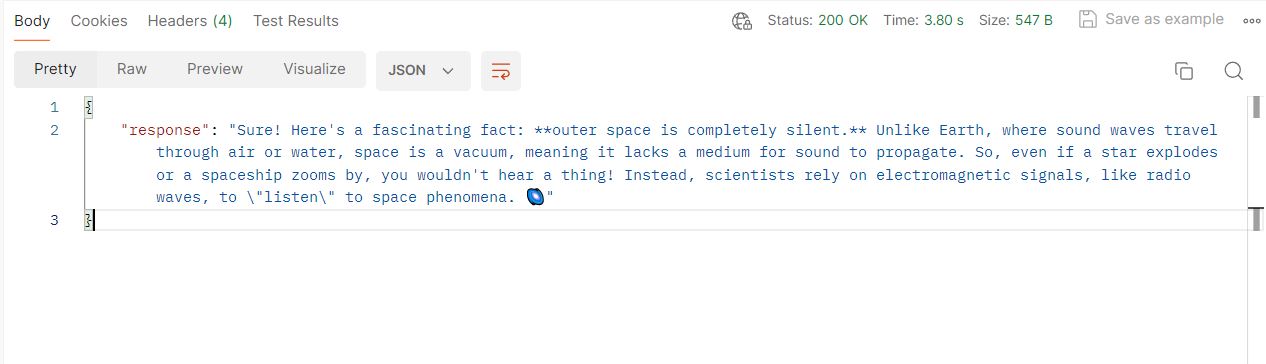 Body Cookies Headers (4) Test Results Status: 200 OK Time: 3.80 s Size: 547 B Save as example
Pretty Raw Preview Visualize JSON
1 {
2 "response": "Sure! Here's a fascinating fact: **outer space is completely silent.** Unlike Earth, where sound waves travel
through air or water, space is a vacuum, meaning it lacks a medium for sound to propagate. So, even if a star explodes
or a spaceship zooms by, you wouldn't hear a thing! Instead, scientists rely on electromagnetic signals, like radio
waves, to \"listen\" to space phenomena. 🌌"
3 }